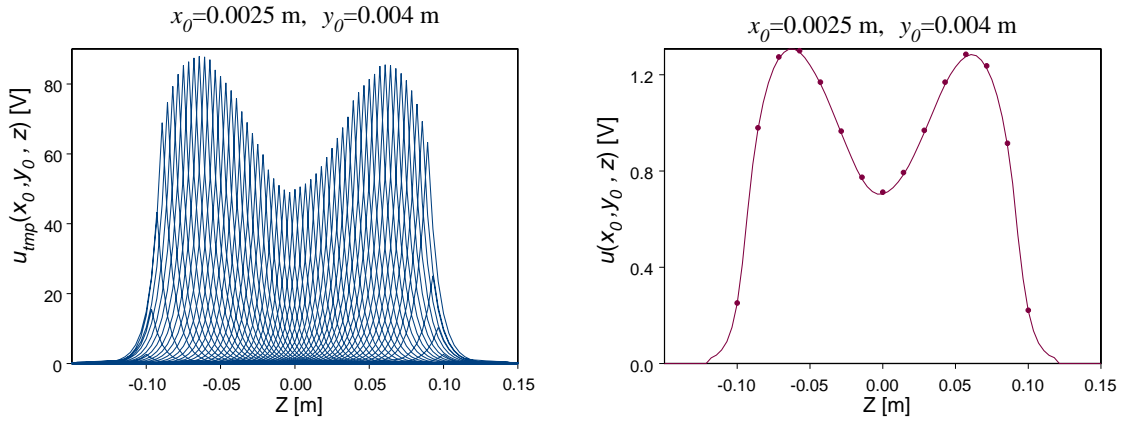 x0=0.0025 m, y0=0.004 m
utmp(x0,y0 , z) [V]
80
60
40
20
0
-0.10 -0.05 0.00 0.05 0.10 0.15
Z [m]
x0=0.0025 m, y0=0.004 m
u(x0,y0 , z) [V]
1.2
0.8
0.4
0.0
-0.10 -0.05 0.00 0.05 0.10 0.15
Z [m]